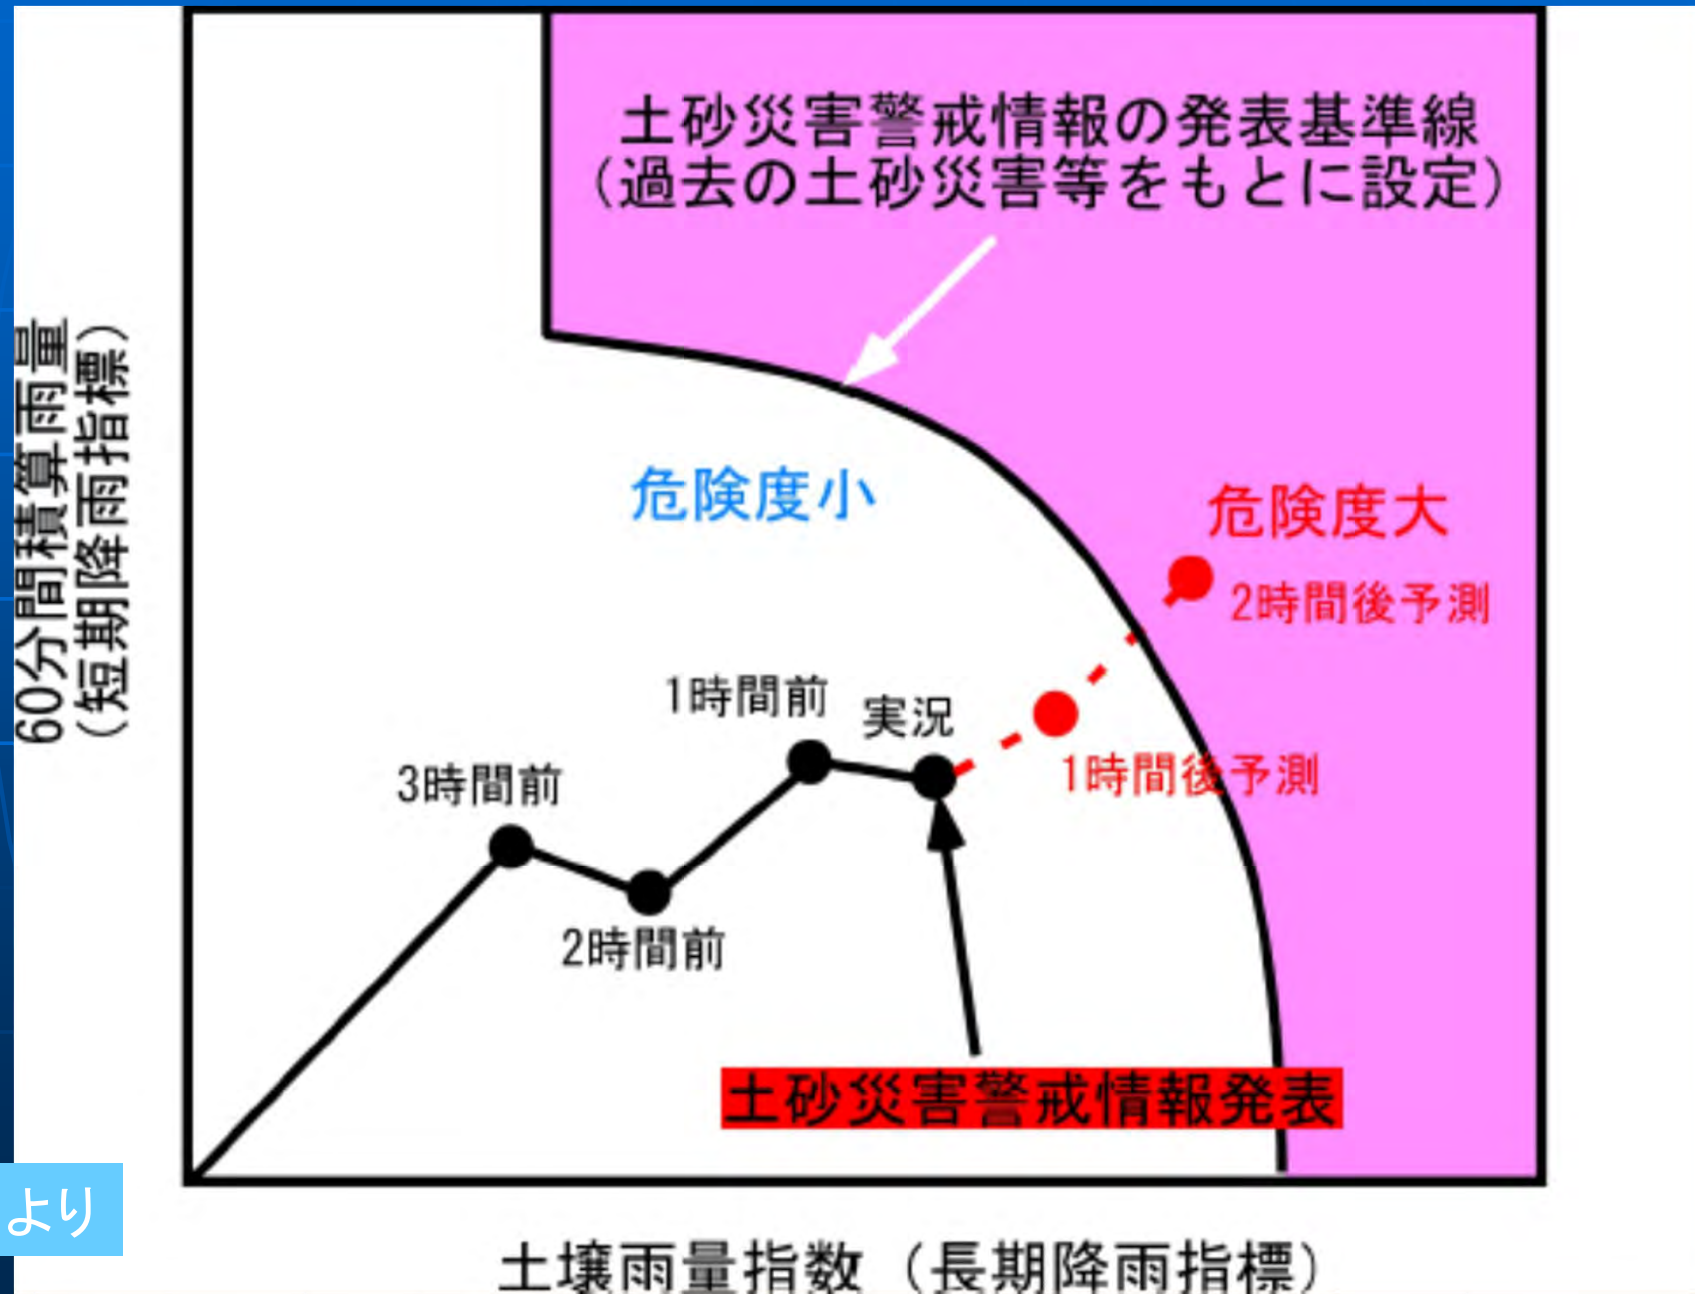 土砂災害警戒情報の発表基準線
（過去の土砂災害等をもとに設定）
60分間積算雨量
（短期降雨指標）
危険度小
危険度大
2時間後予測
1時間前
実況
1時間後予測
3時間前
2時間前
土砂災害警戒情報発表
より
土壌雨量指数（長期降雨指標）